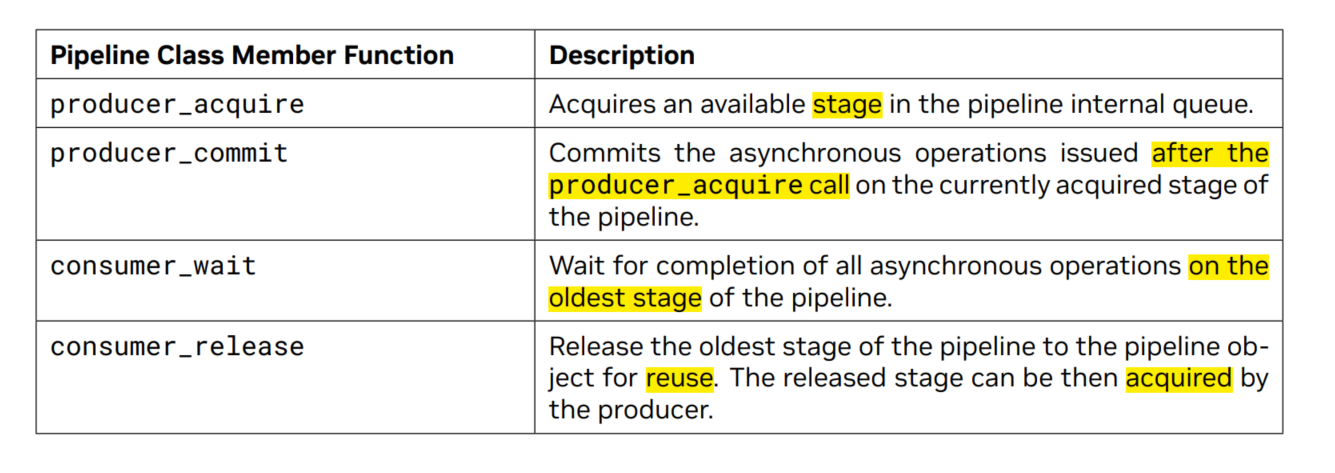 Pipeline Class Member Function
Description
producer_acquire
Acquires an available stage in the pipeline internal queue.
producer_commit
Commits the asynchronous operations issued after the
producer_acquire call on the currently acquired stage of
the pipeline.
consumer_wait
Wait for completion of all asynchronous operations on the
oldest stage of the pipeline.
consumer_release
Release the oldest stage of the pipeline to the pipeline ob-
ject for reuse. The released stage can be then acquired by
the producer.